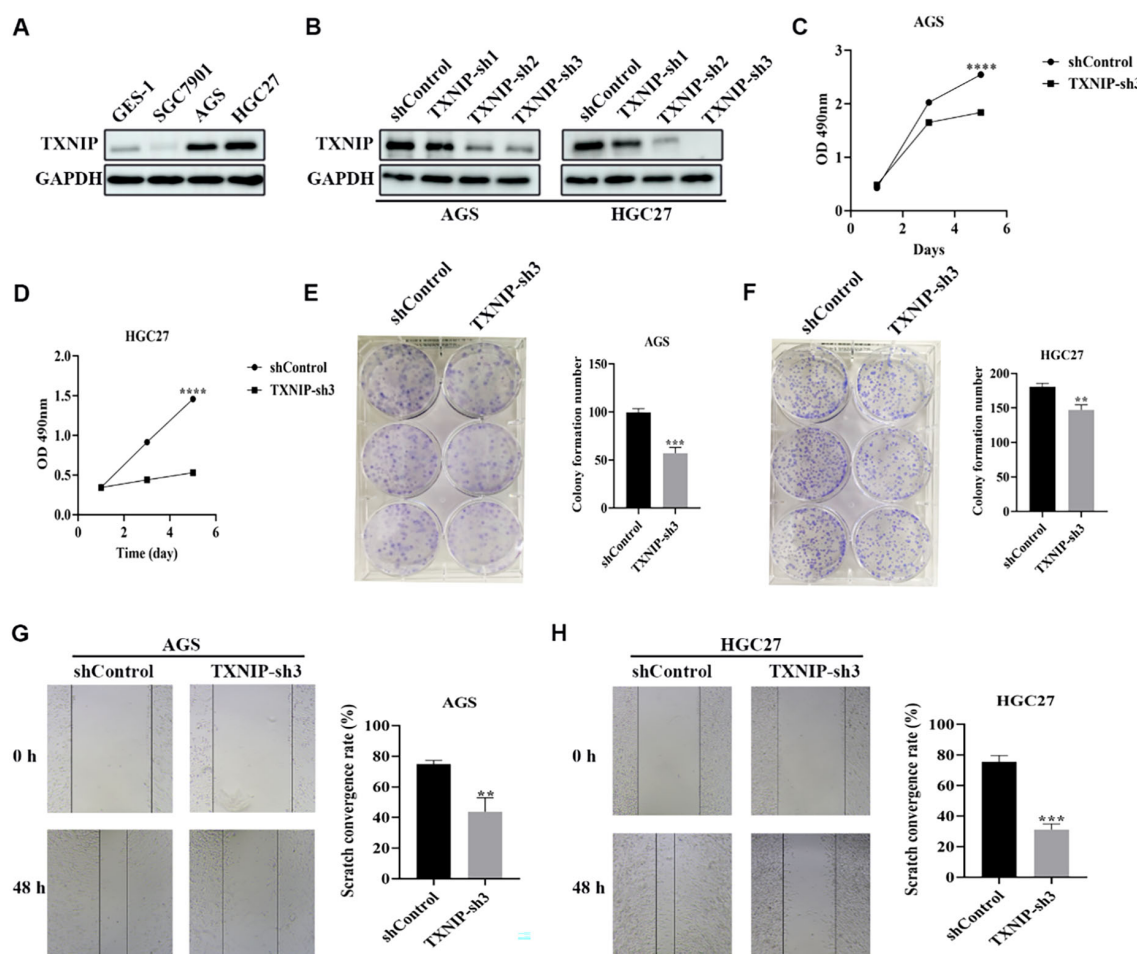 A
GES-1
SGC7901
AGS
HGC27
TXNIP
GAPDH
B
shControl
TXNIP-sh1
TXNIP-sh2
TXNIP-sh3
shControl
TXNIP-sh1
TXNIP-sh2
TXNIP-sh3
TXNIP
GAPDH
AGS
HGC27
C
AGS
3
2
1
0
0 2 4 6
OD 490nm
Days
****
shControl
TXNIP-sh3
D
HGC27
2.0
1.5
1.0
0.5
0.0
0 2 4 6
OD 490nm
Time (day)
****
shControl
TXNIP-sh3
E
shControl
TXNIP-sh3
AGS
150
100
50
0
Colony formation number
***
shControl
TXNIP-sh3
F
shControl
TXNIP-sh3
HGC27
200
150
100
50
0
Colony formation number
**
shControl
TXNIP-sh3
G
AGS
shControl TXNIP-sh3
0 h
48 h
AGS
100
80
60
40
20
0
Scratch convergence rate (%)
**
shControl
TXNIP-sh3
H
HGC27
shControl TXNIP-sh3
0 h
48 h
HGC27
100
80
60
40
20
0
Scratch convergence rate (%)
***
shControl
TXNIP-sh3